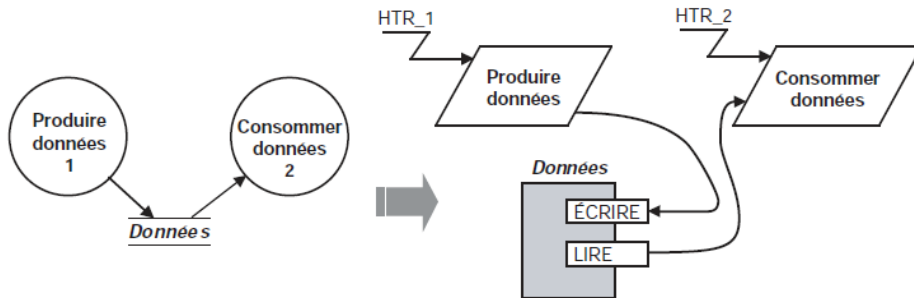 HTR_1
HTR_2
Produire
données
Consommer
données
Produire
données
1
Consommer
données
2
Données
Données
ÉCRIRE
LIRE